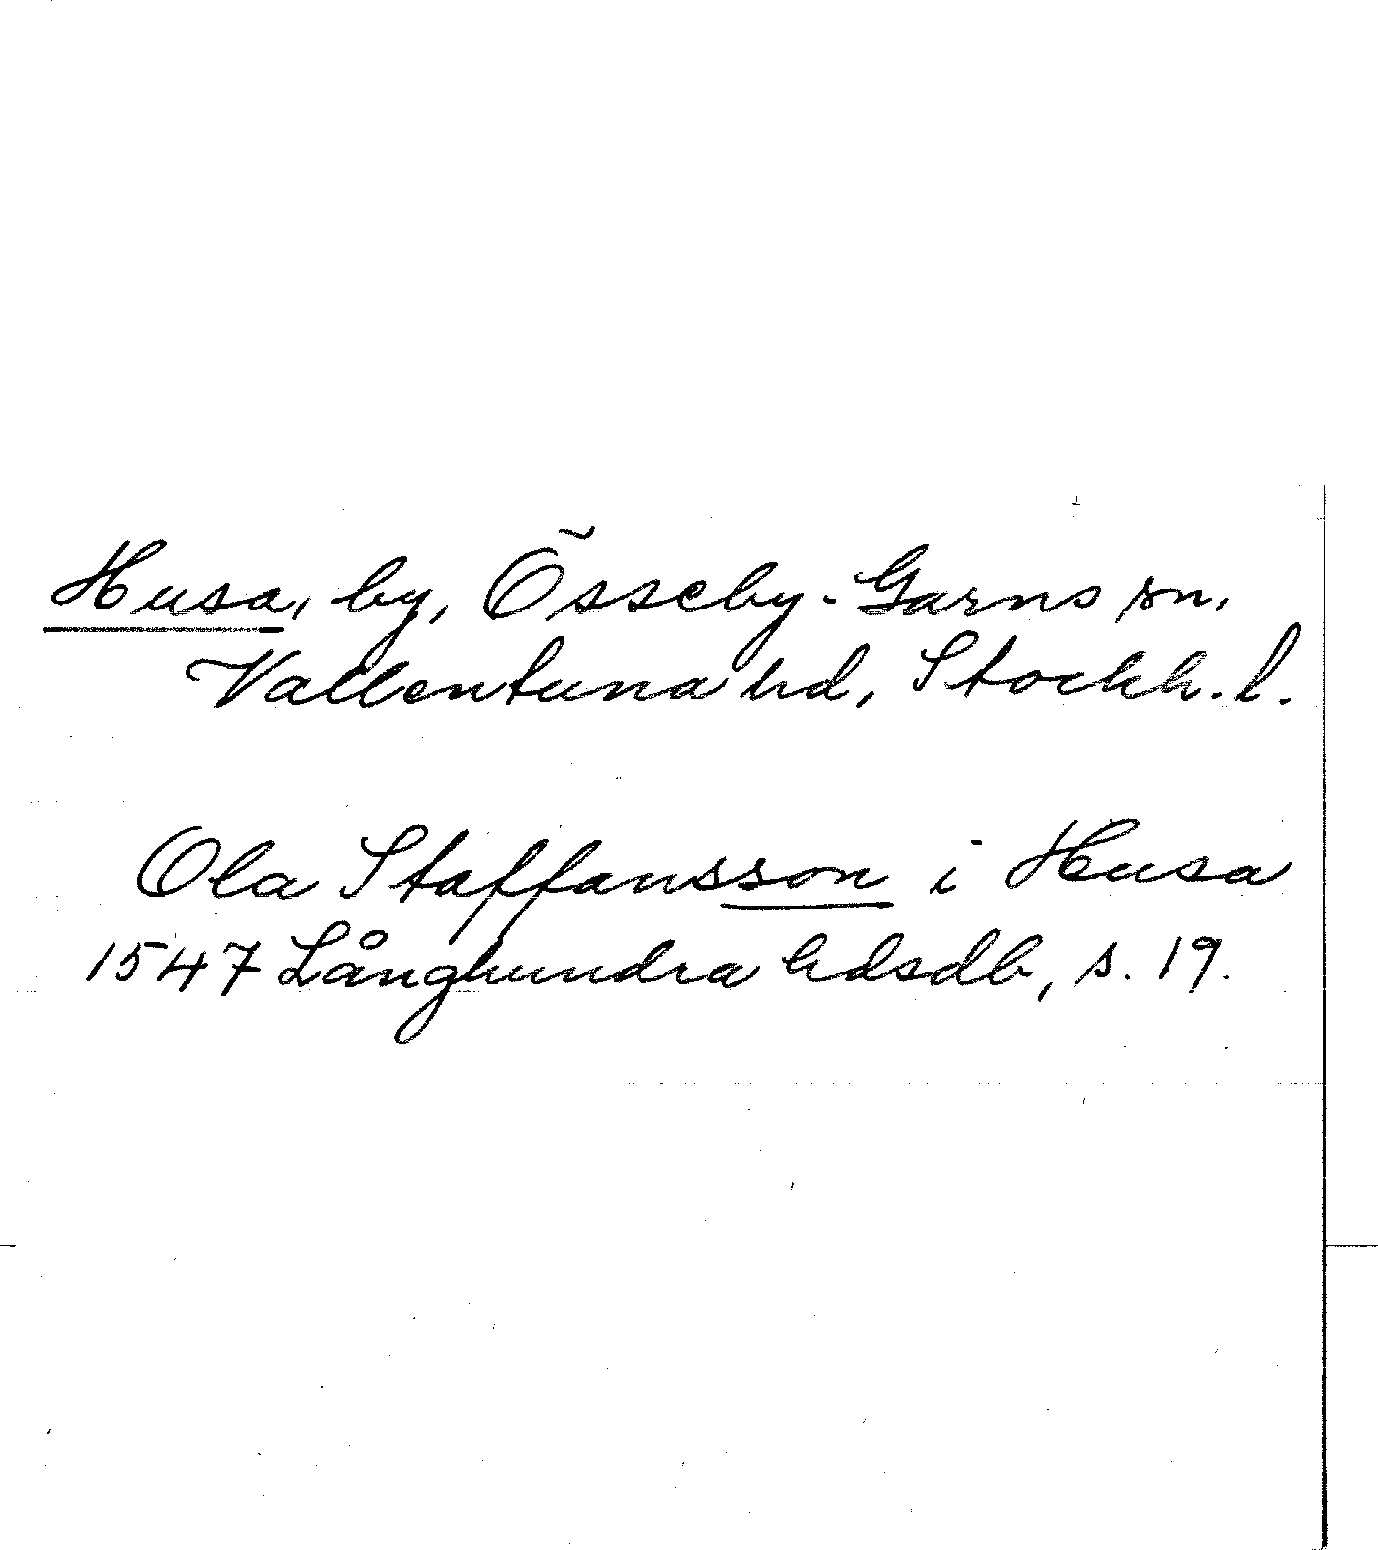 Husa, by, Össeby-Garns sn,
Vallentuna hd, Stockh. l.
Ola Staffansson i Husa
1547 Långhundra hdsdb, s. 19.